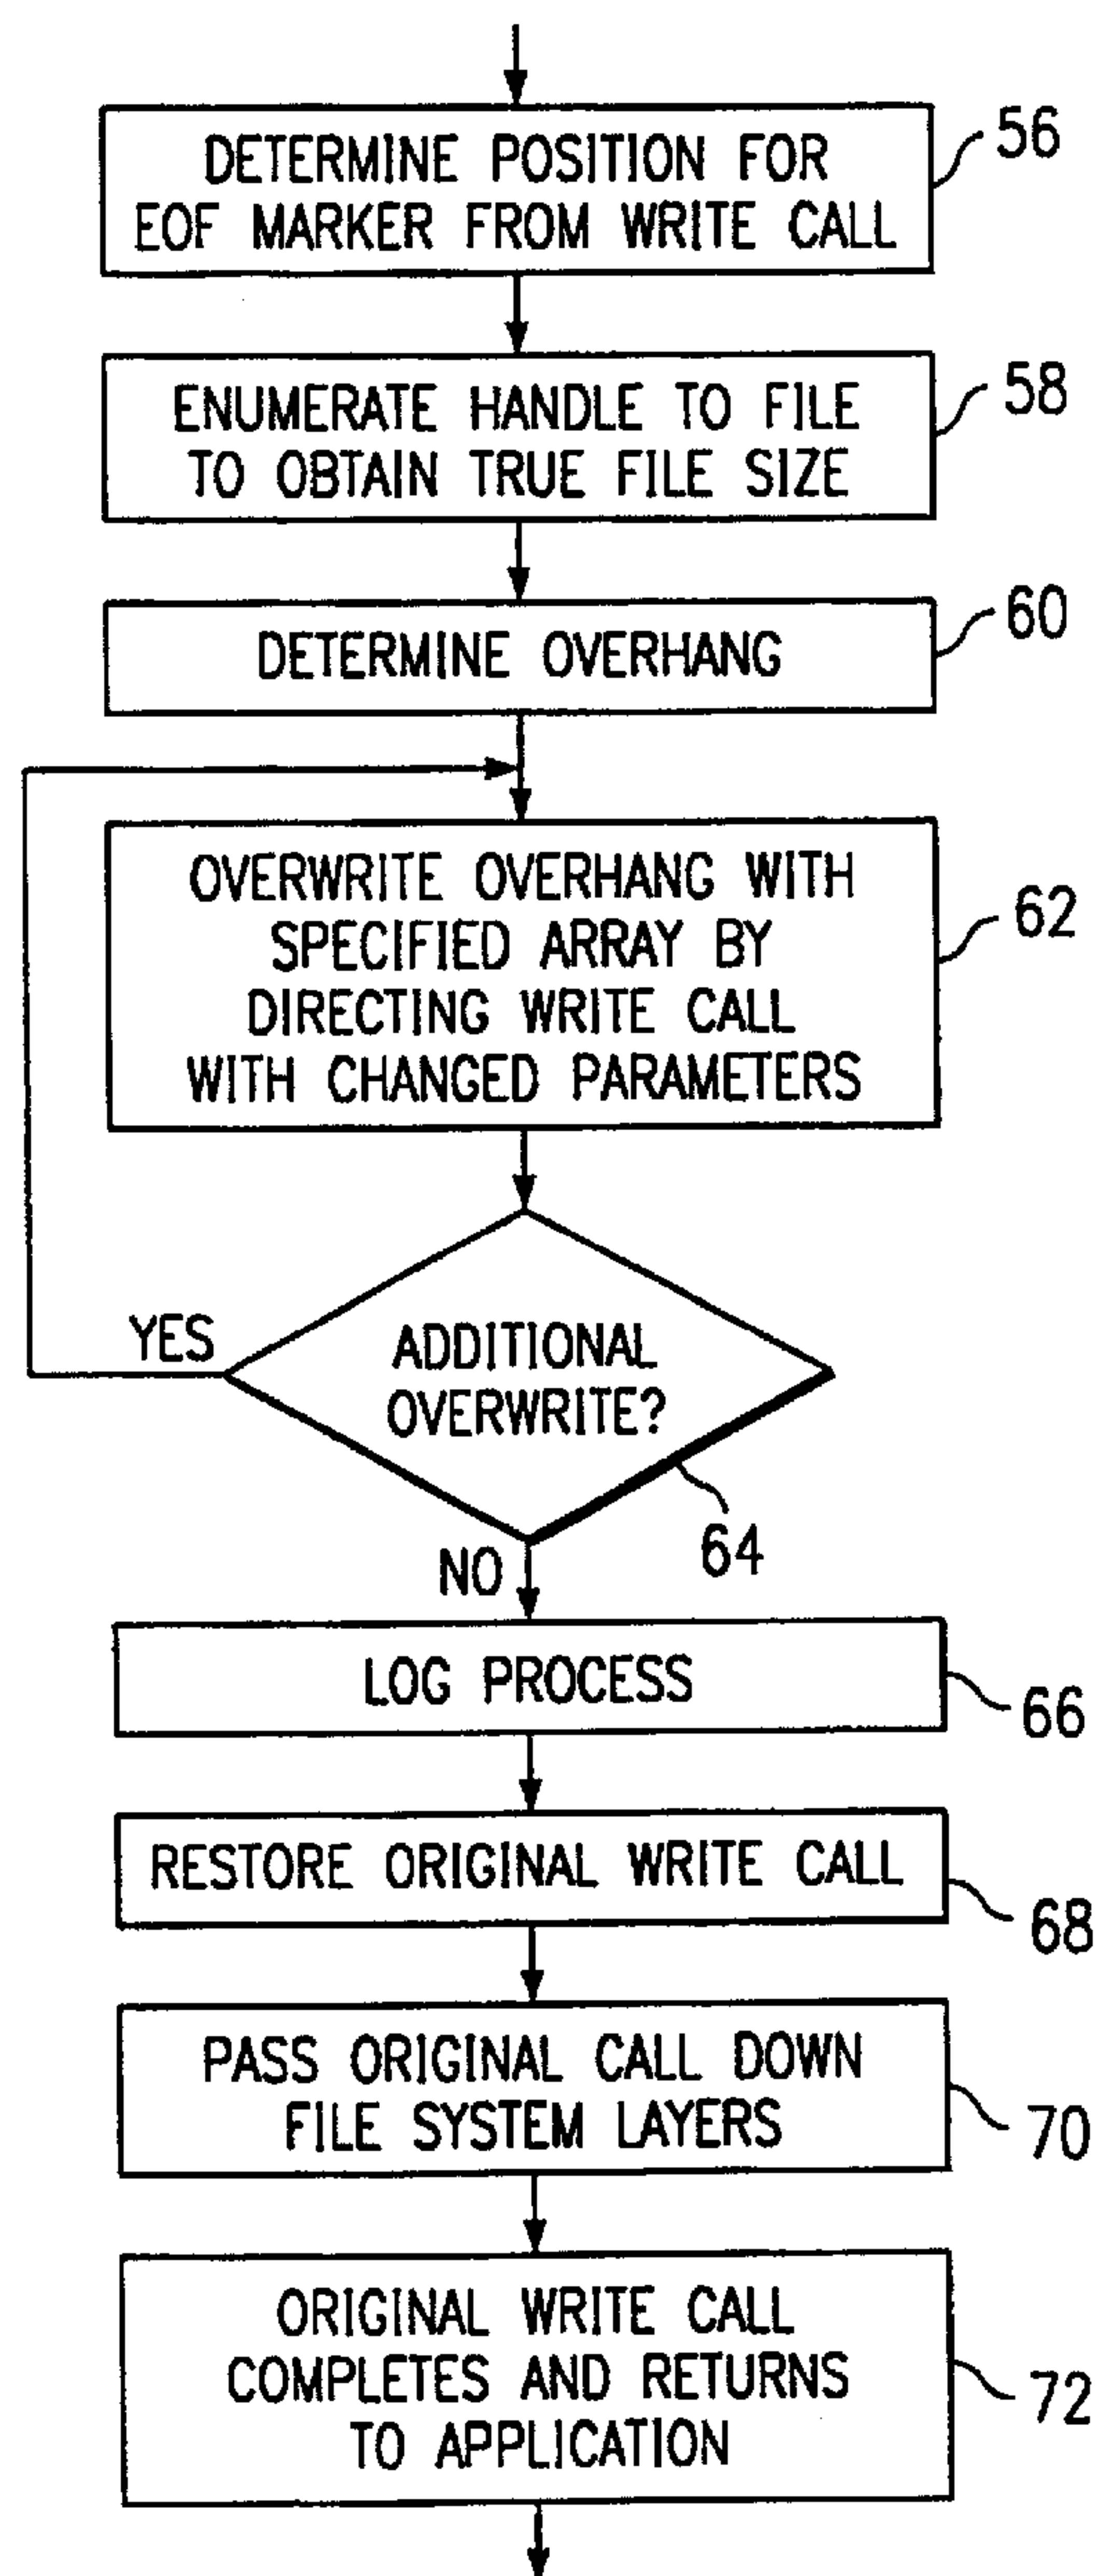 DETERMINE POSITION FOR
EOF MARKER FROM WRITE CALL
56
ENUMERATE HANDLE TO FILE
TO OBTAIN TRUE FILE SIZE
58
DETERMINE OVERHANG
60
OVERWRITE OVERHANG WITH
SPECIFIED ARRAY BY
DIRECTING WRITE CALL
WITH CHANGED PARAMETERS
62
YES
ADDITIONAL
OVERWRITE?
64
NO
LOG PROCESS
66
RESTORE ORIGINAL WRITE CALL
68
PASS ORIGINAL CALL DOWN
FILE SYSTEM LAYERS
70
ORIGINAL WRITE CALL
COMPLETES AND RETURNS
TO APPLICATION
72